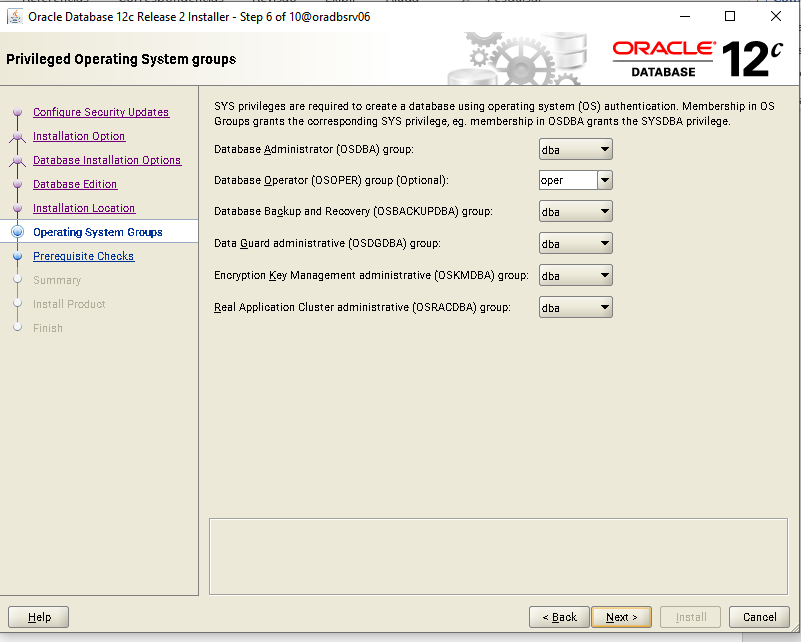 Oracle Database 12c Release 2 Installer - Step 6 of 10@oradbsrv06
Privileged Operating System groups
ORACLE
DATABASE
12c
Configure Security Updates
Installation Option
Database Installation Options
Database Edition
Installation Location
Operating System Groups
Prerequisite Checks
Summary
Install Product
Finish
SYS privileges are required to create a database using operating system (OS) authentication. Membership in OS
Groups grants the corresponding SYS privilege, eg. membership in OSDBA grants the SYSDBA privilege.
Database Administrator (OSDBA) group: dba
Database Operator (OSOPER) group (Optional): oper
Database Backup and Recovery (OSBACKUPDBA) group: dba
Data Guard administrative (OSDGDBA) group: dba
Encryption Key Management administrative (OSKMDBA) group: dba
Real Application Cluster administrative (OSRACDBA) group: dba
Help
< Back
Next >
Install
Cancel